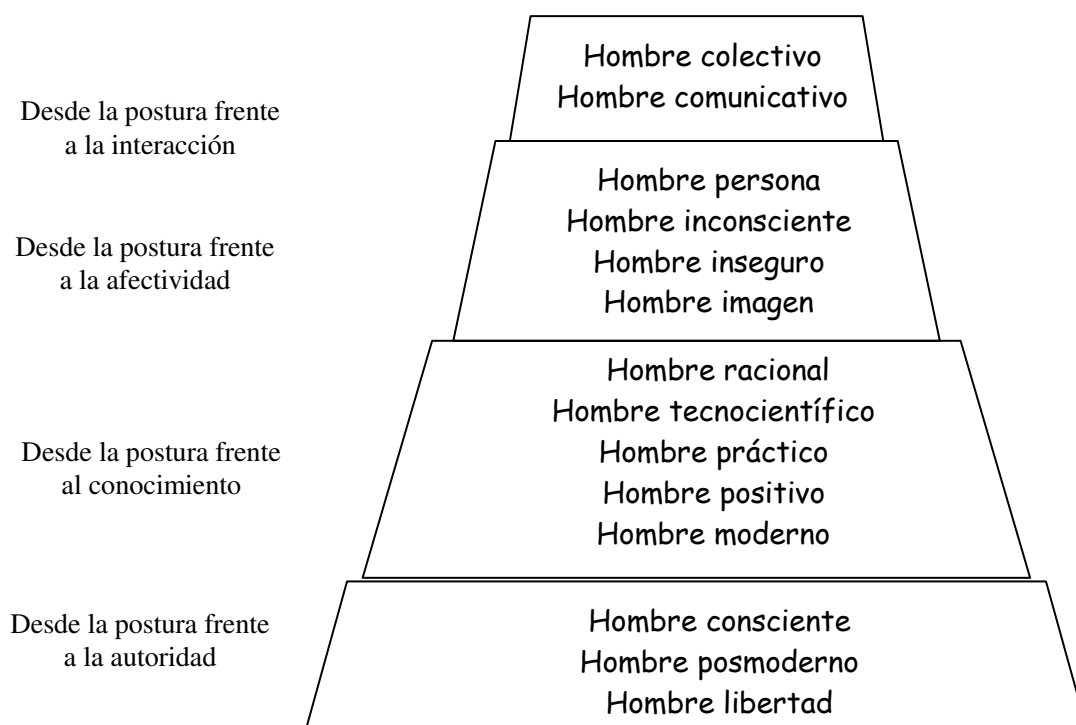 Hombre colectivo
Hombre comunicativo
Desde la postura frente
a la interacción
Hombre persona
Hombre inconsciente
Hombre inseguro
Hombre imagen
Desde la postura frente
a la afectividad
Hombre racional
Hombre tecnocientífico
Hombre práctico
Hombre positivo
Hombre moderno
Desde la postura frente
al conocimiento
Hombre consciente
Hombre posmoderno
Hombre libertad
Desde la postura frente
a la autoridad